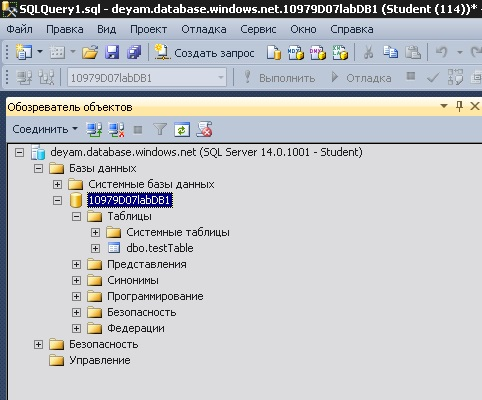 SQLQuery1.sql - deyam.database.windows.net.10979D07labDB1 (Student (114))* -
Файл Правка Вид Проект Отладка Сервис Окно Справка
Создать запрос
10979D07labDB1 Выполнить Отладка
Обозреватель объектов
Соединить
deyam.database.windows.net (SQL Server 14.0.1001 - Student)
Базы данных
Системные базы данных
10979D07labDB1
Таблицы
Системные таблицы
dbo.testTable
Представления
Синонимы
Программирование
Безопасность
Федерации
Безопасность
Управление